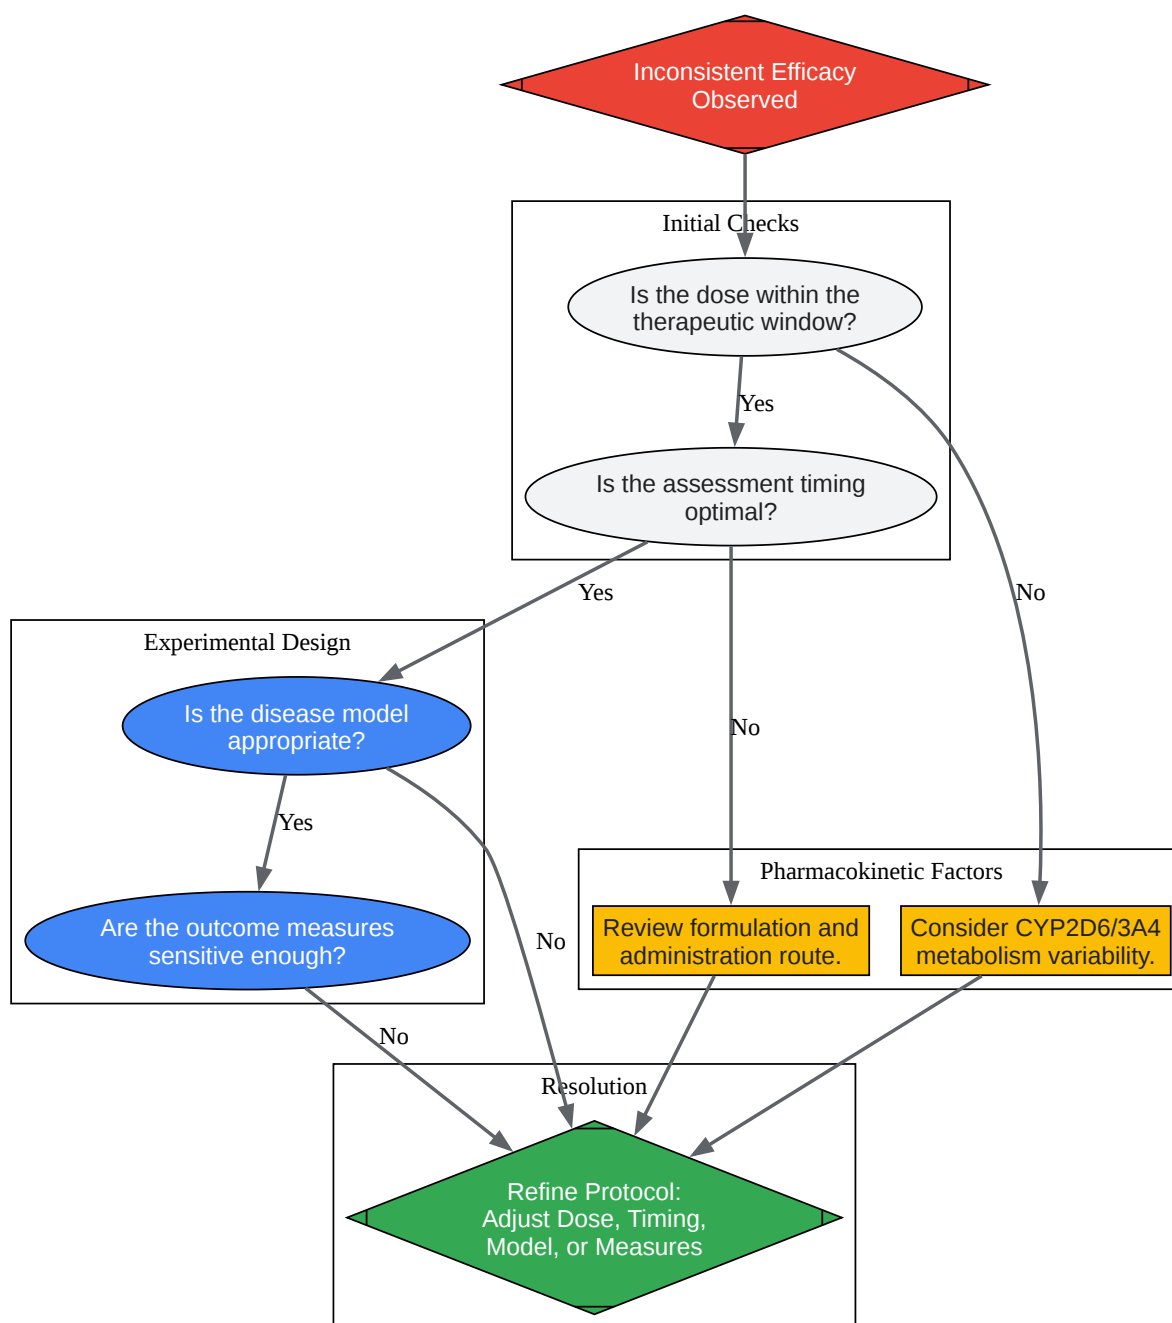 Inconsistent Efficacy
Observed
Initial Checks
Is the dose within the
therapeutic window?
Yes
Is the assessment timing
optimal?
Yes
No
Experimental Design
Is the disease model
appropriate?
No
Yes
Pharmacokinetic Factors
Are the outcome measures
sensitive enough?
Review formulation and
administration route.
Consider CYP2D6/3A4
metabolism variability.
No
No
Resolution
Refine Protocol:
Adjust Dose, Timing,
Model, or Measures